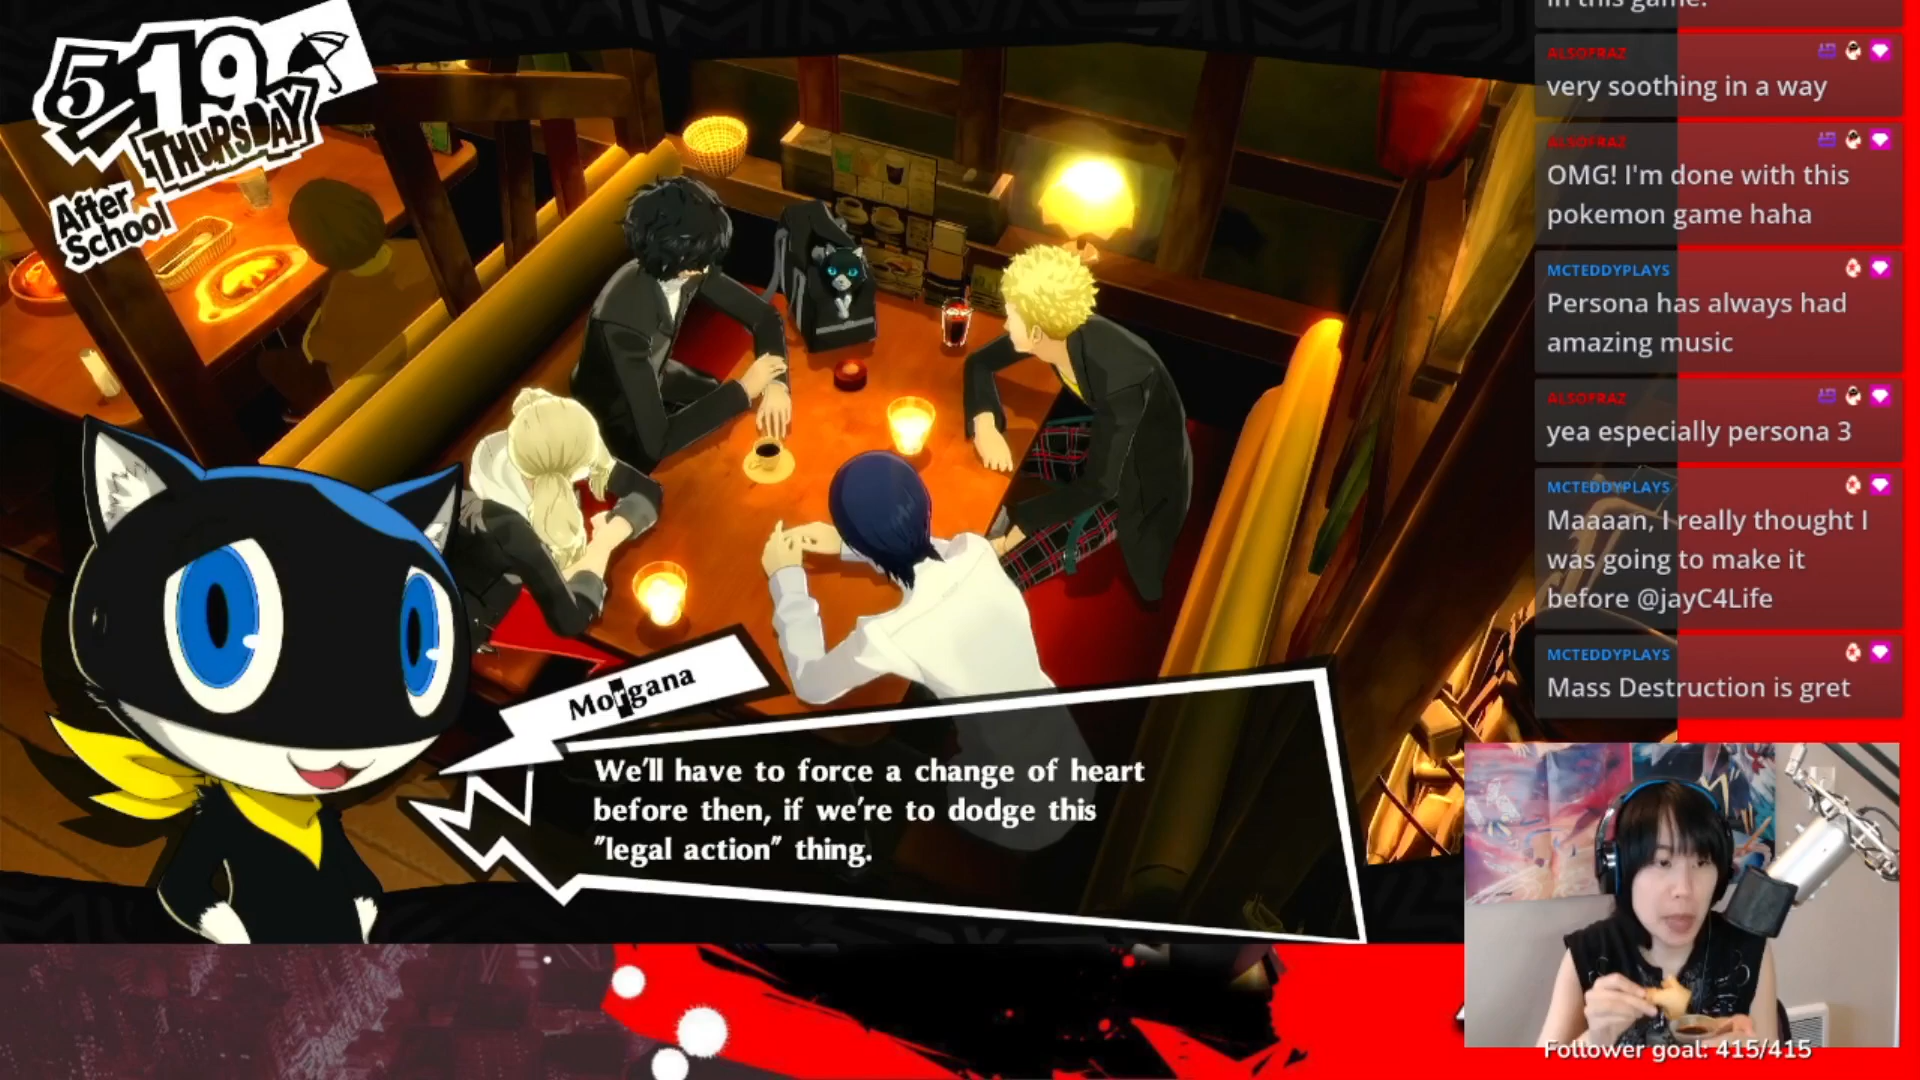 5/19
THURSDAY
After
School
Morgana
We'll have to force a change of heart
before then, if we're to dodge this
"legal action" thing.
in this game.
ALSOFRAZ
very soothing in a way
ALSOFRAZ
OMG! I'm done with this
pokemon game haha
MCTEDDYPLAYS
Persona has always had
amazing music
ALSOFRAZ
yea especially persona 3
MCTEDDYPLAYS
Maaaan, I really thought I
was going to make it
before @jayC4Life
MCTEDDYPLAYS
Mass Destruction is gret
Follower goal: 415/415